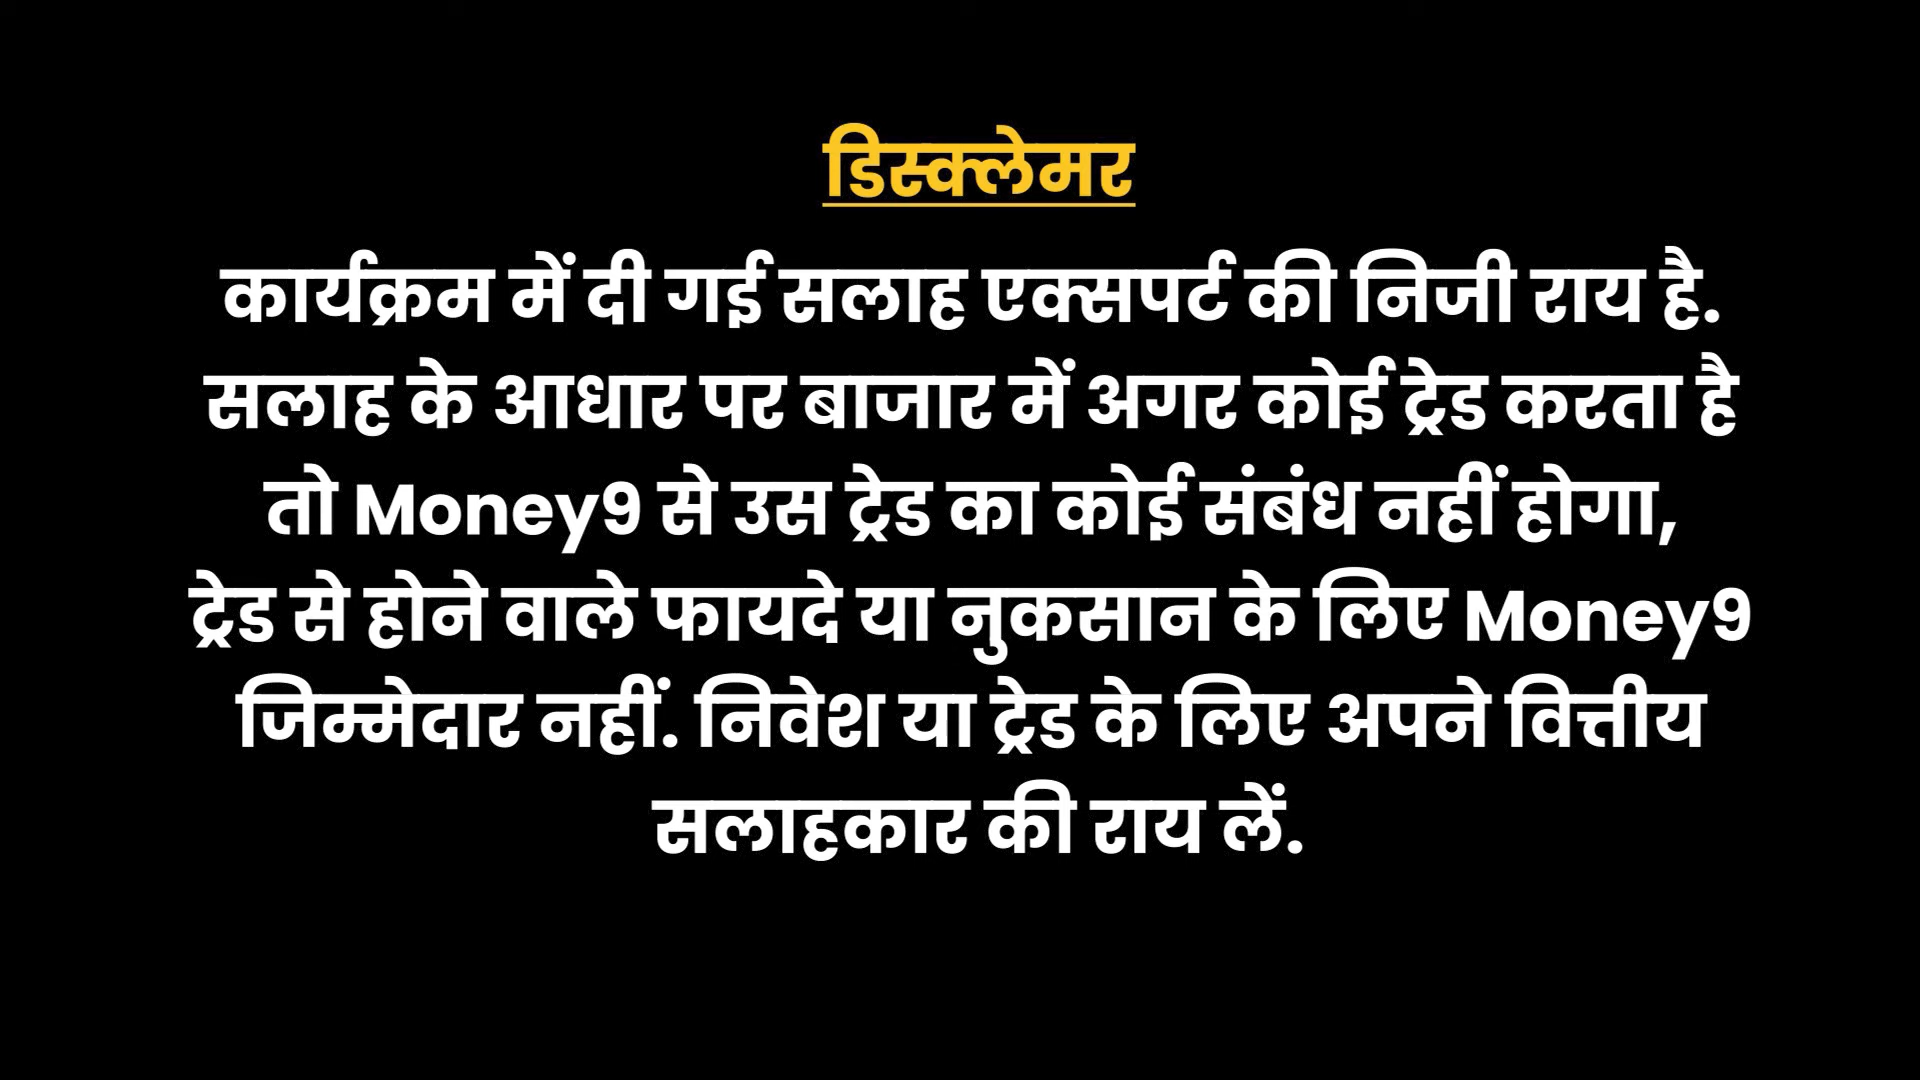 डिस्क्लेमर
कार्यक्रम में दी गई सलाह एक्सपर्ट की निजी राय है.
सलाह के आधार पर बाजार में अगर कोई ट्रेड करता है
तो Money9 से उस ट्रेड का कोई संबंध नहीं होगा,
ट्रेड से होने वाले फायदे या नुकसान के लिए Money9
जिम्मेदार नहीं. निवेश या ट्रेड के लिए अपने वित्तीय
सलाहकार की राय लें.